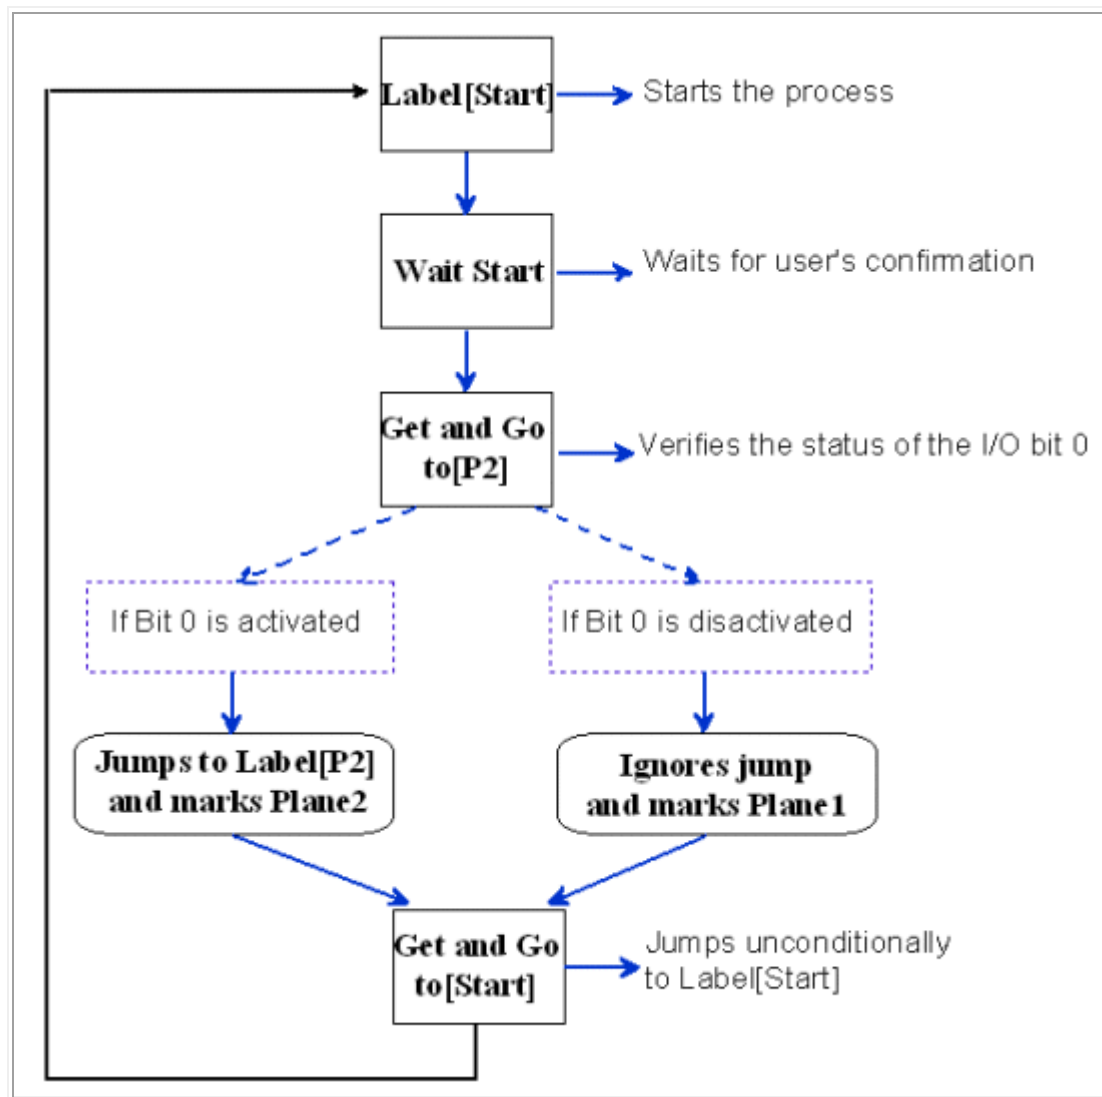 Label[Start]
Starts the process
Wait Start
Waits for user's confirmation
Get and Go
to[P2]
Verifies the status of the I/O bit 0
If Bit 0 is activated
If Bit 0 is disactivated
Jumps to Label[P2]
and marks Plane2
Ignores jump
and marks Plane1
Get and Go
to[Start]
Jumps unconditionally
to Label[Start]